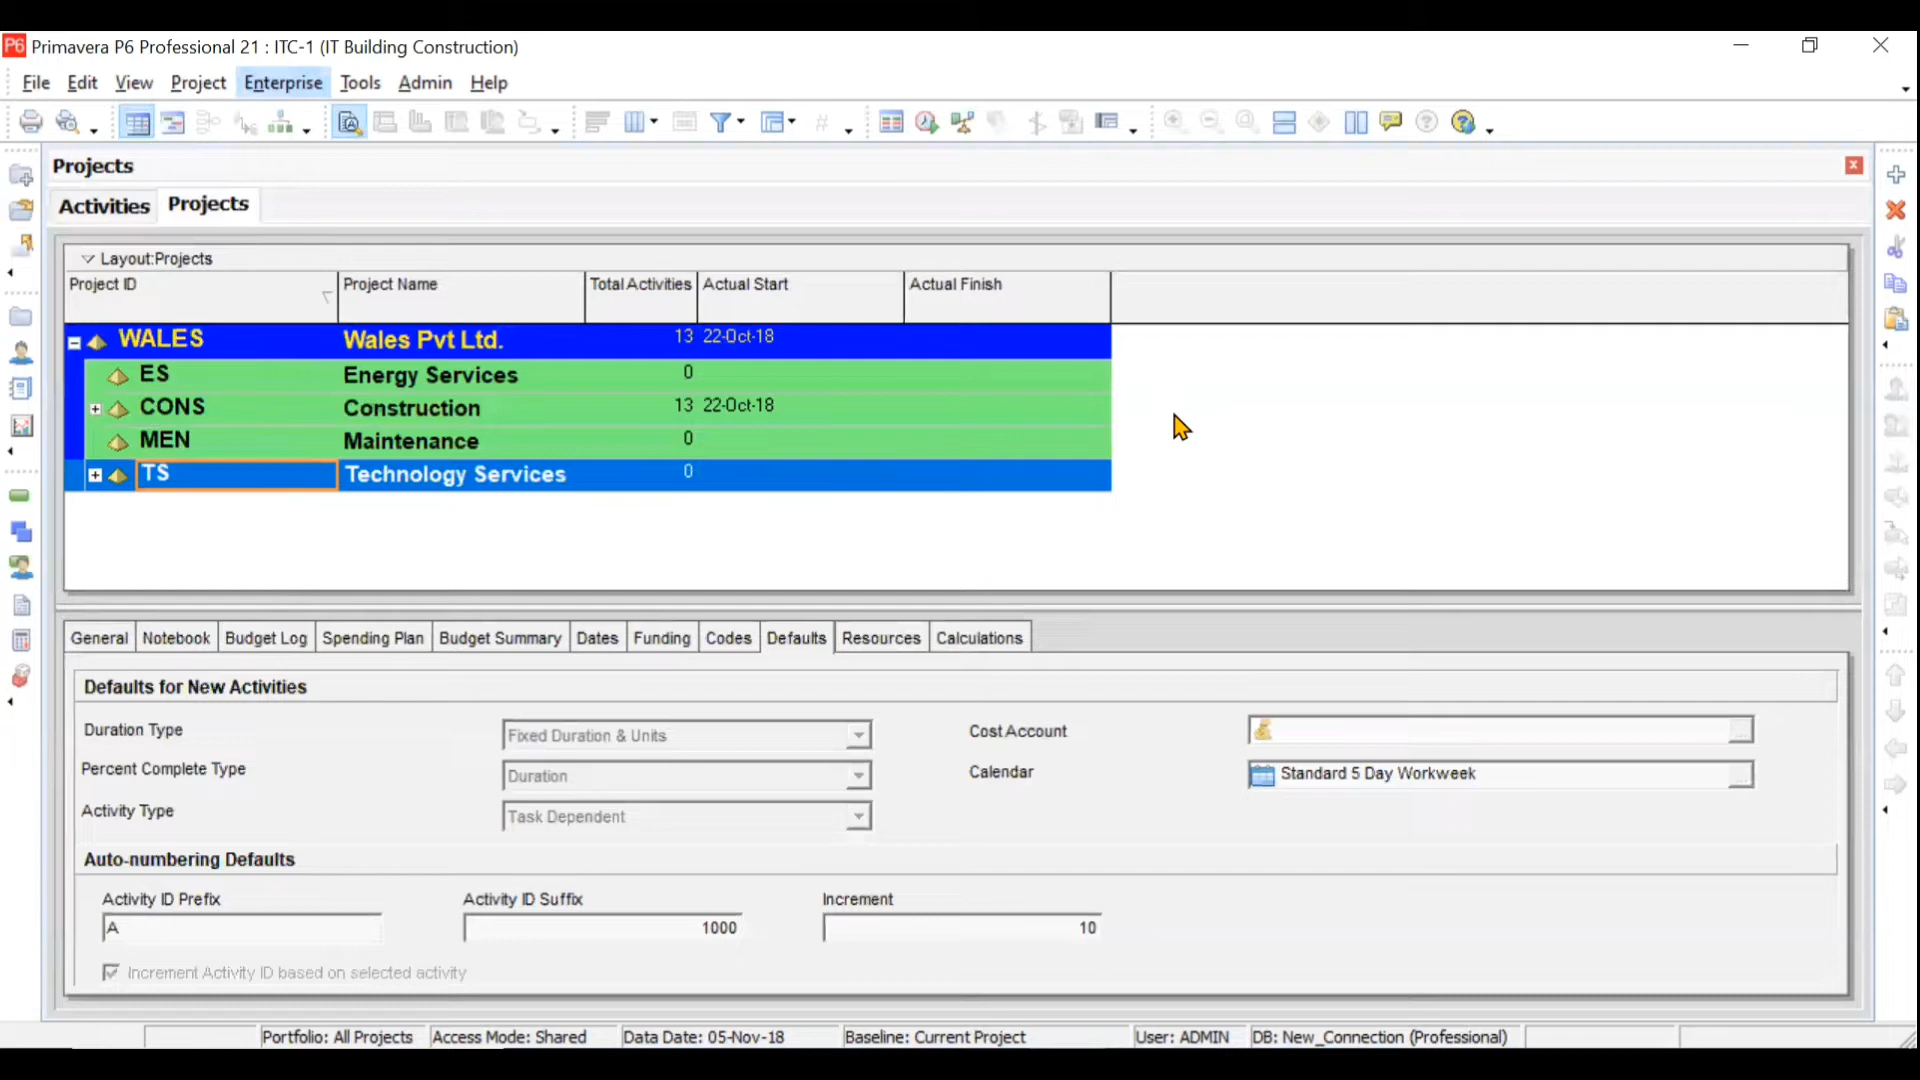 P6 Primavera P6 Professional 21 : ITC-1 (IT Building Construction)
File Edit View Project Enterprise Tools Admin Help
Projects
Activities Projects
Layout:Projects
Project ID Project Name Total Activities Actual Start Actual Finish
WALES Wales Pvt Ltd. 13 22-Oct-18
ES Energy Services 0
CONS Construction 13 22-Oct-18
MEN Maintenance 0
TS Technology Services 0
General Notebook Budget Log Spending Plan Budget Summary Dates Funding Codes Defaults Resources Calculations
Defaults for New Activities
Duration Type Fixed Duration & Units Cost Account
Percent Complete Type Duration Calendar Standard 5 Day Workweek
Activity Type Task Dependent
Auto-numbering Defaults
Activity ID Prefix Activity ID Suffix Increment
A 1000 10
Increment Activity ID based on selected activity
Portfolio: All Projects Access Mode: Shared Data Date: 05-Nov-18 Baseline: Current Project User: ADMIN DB: New_Connection (Professional)